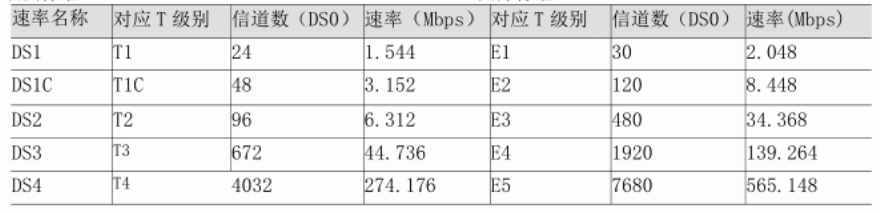 速率名称 对应 T 级别 信道数（DS0） 速率（Mbps） 对应 T 级别 信道数（DS0） 速率(Mbps)
DS1 T1 24 1.544 E1 30 2.048
DS1C T1C 48 3.152 E2 120 8.448
DS2 T2 96 6.312 E3 480 34.368
DS3 T3 672 44.736 E4 1920 139.264
DS4 T4 4032 274.176 E5 7680 565.148